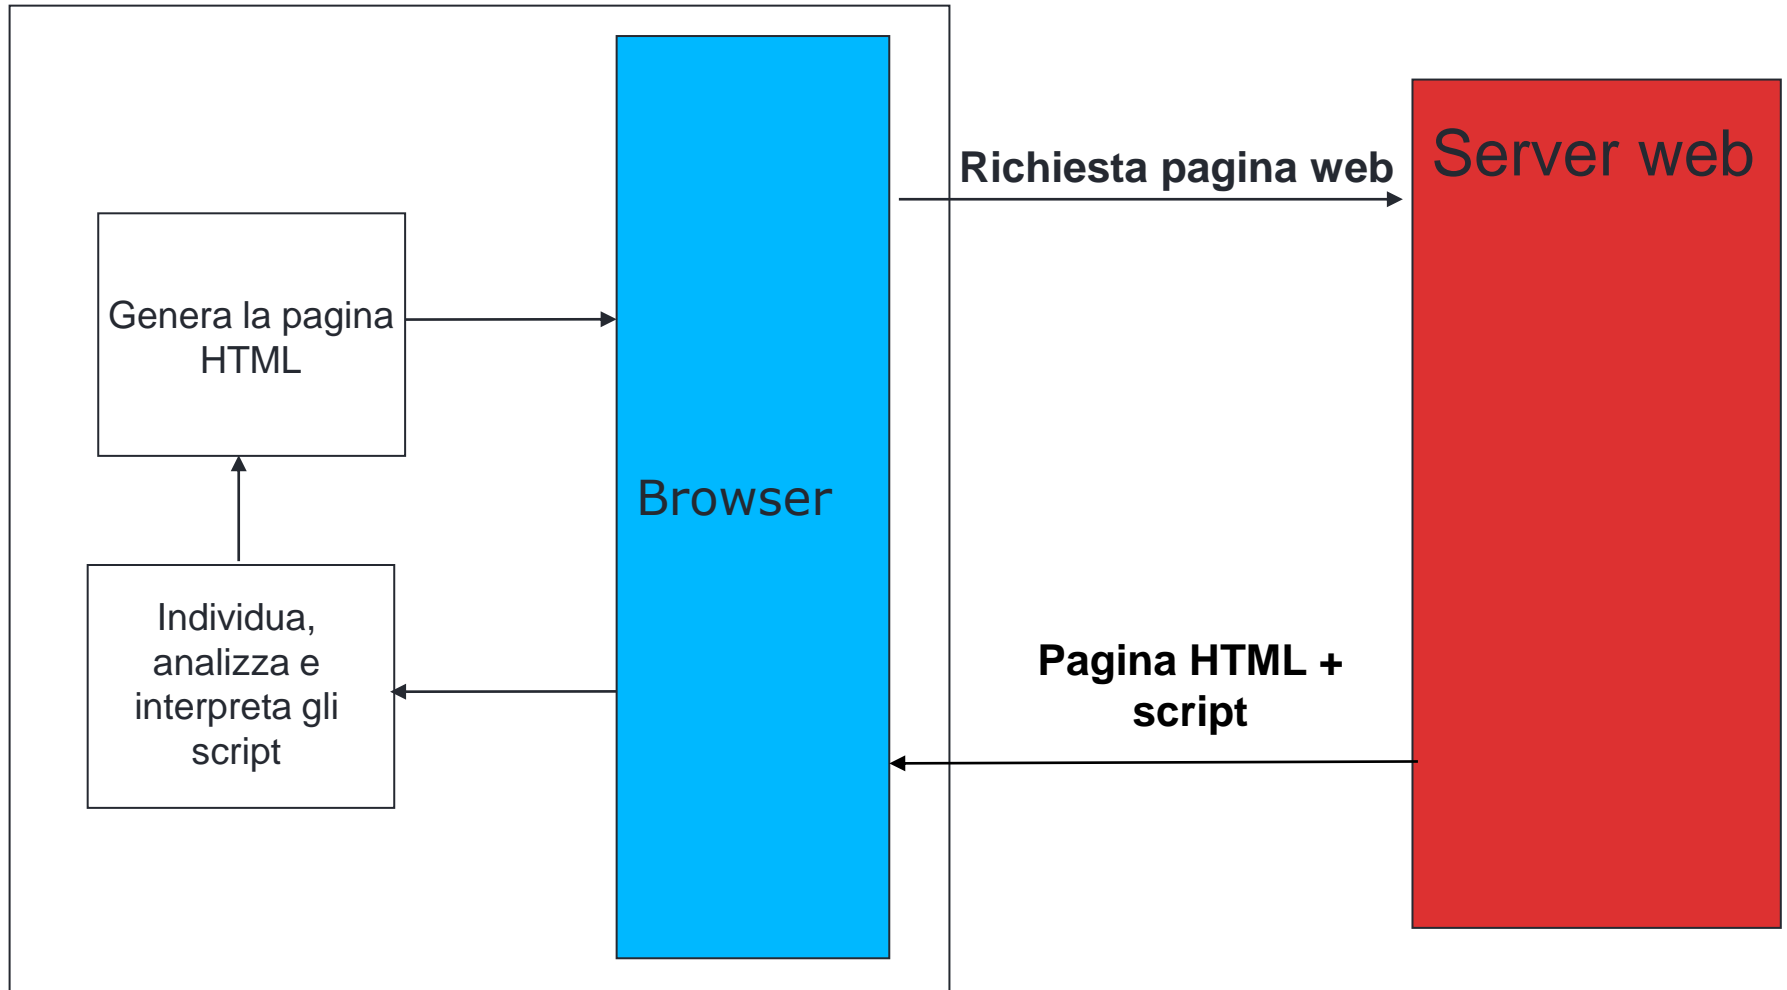 Richiesta pagina web
Server web
Genera la pagina
HTML
Browser
Individua,
analizza e
interpreta gli
script
Pagina HTML +
script